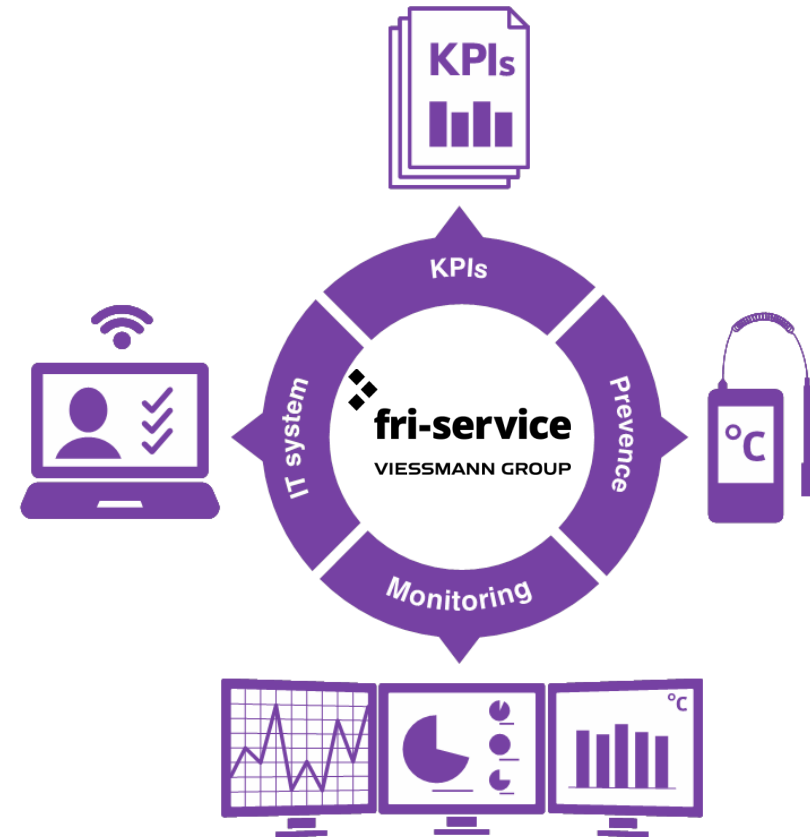 KPIs
KPIs
IT system
fri-service
VIESSMANN GROUP
Prevence
°C
Monitoring
°C